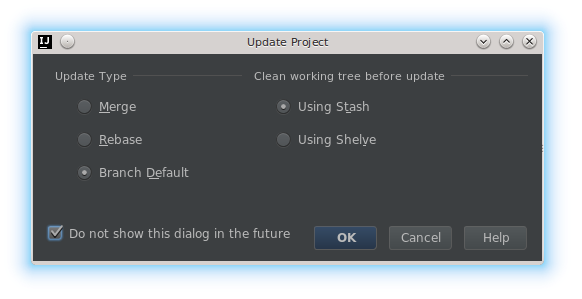 IJ
Update Project
Update Type
Clean working tree before update
Merge
Using Stash
Rebase
Using Shelve
Branch Default
Do not show this dialog in the future
OK
Cancel
Help